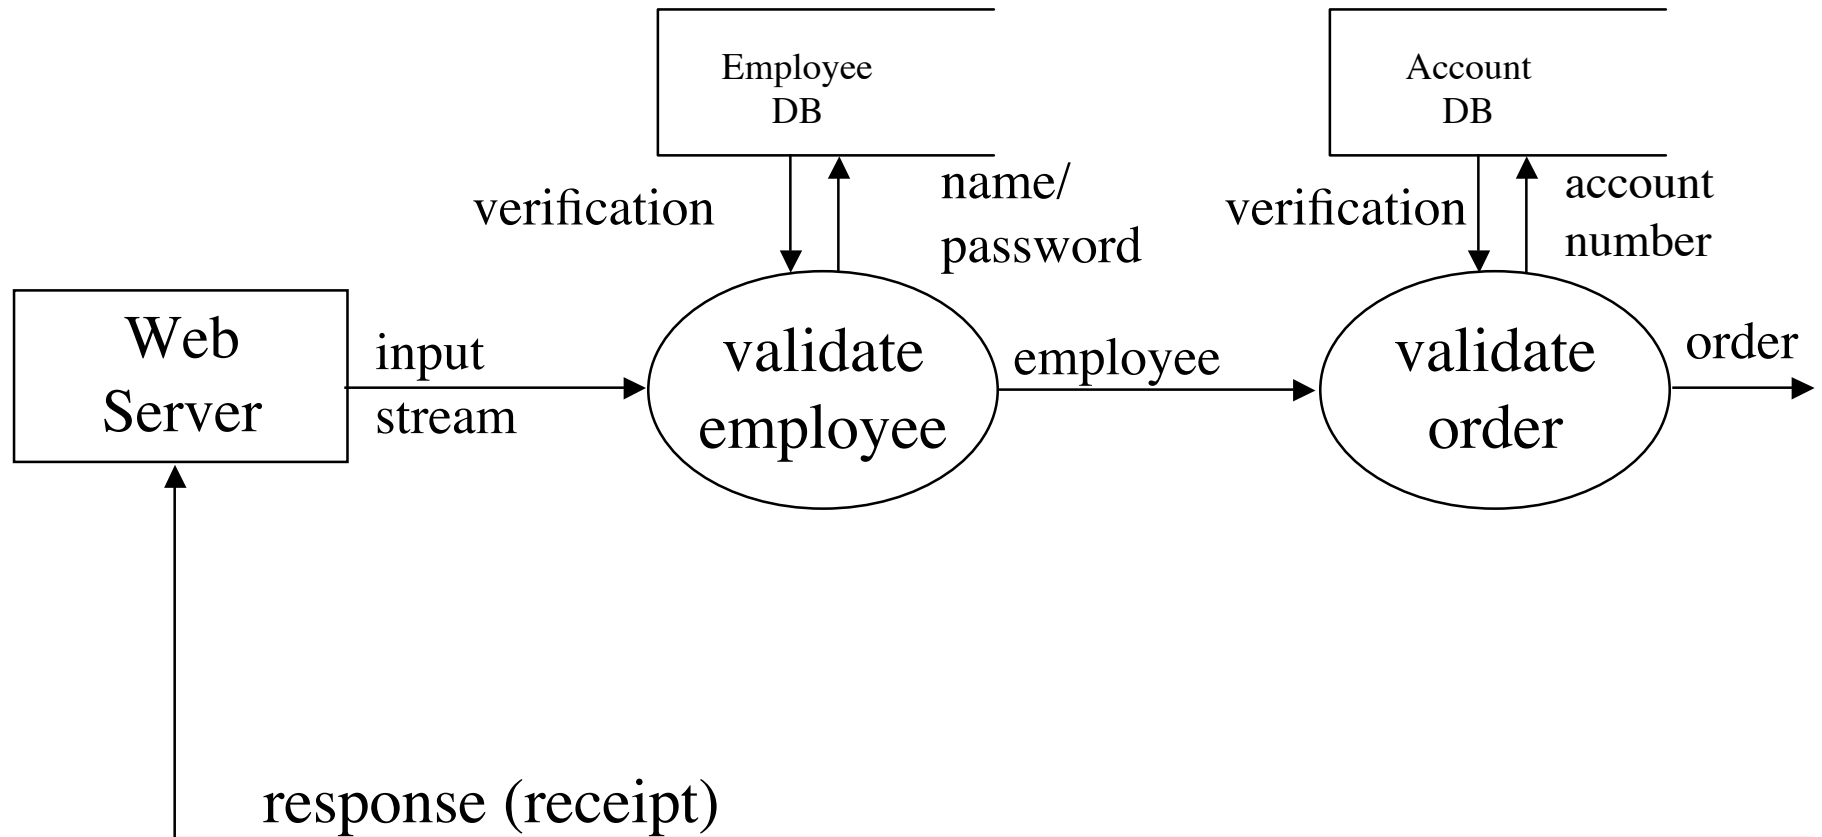 Employee
DB
Account
DB
verification
name/
password
verification
account
number
Web
Server
input
stream
validate
employee
employee
validate
order
order
response (receipt)